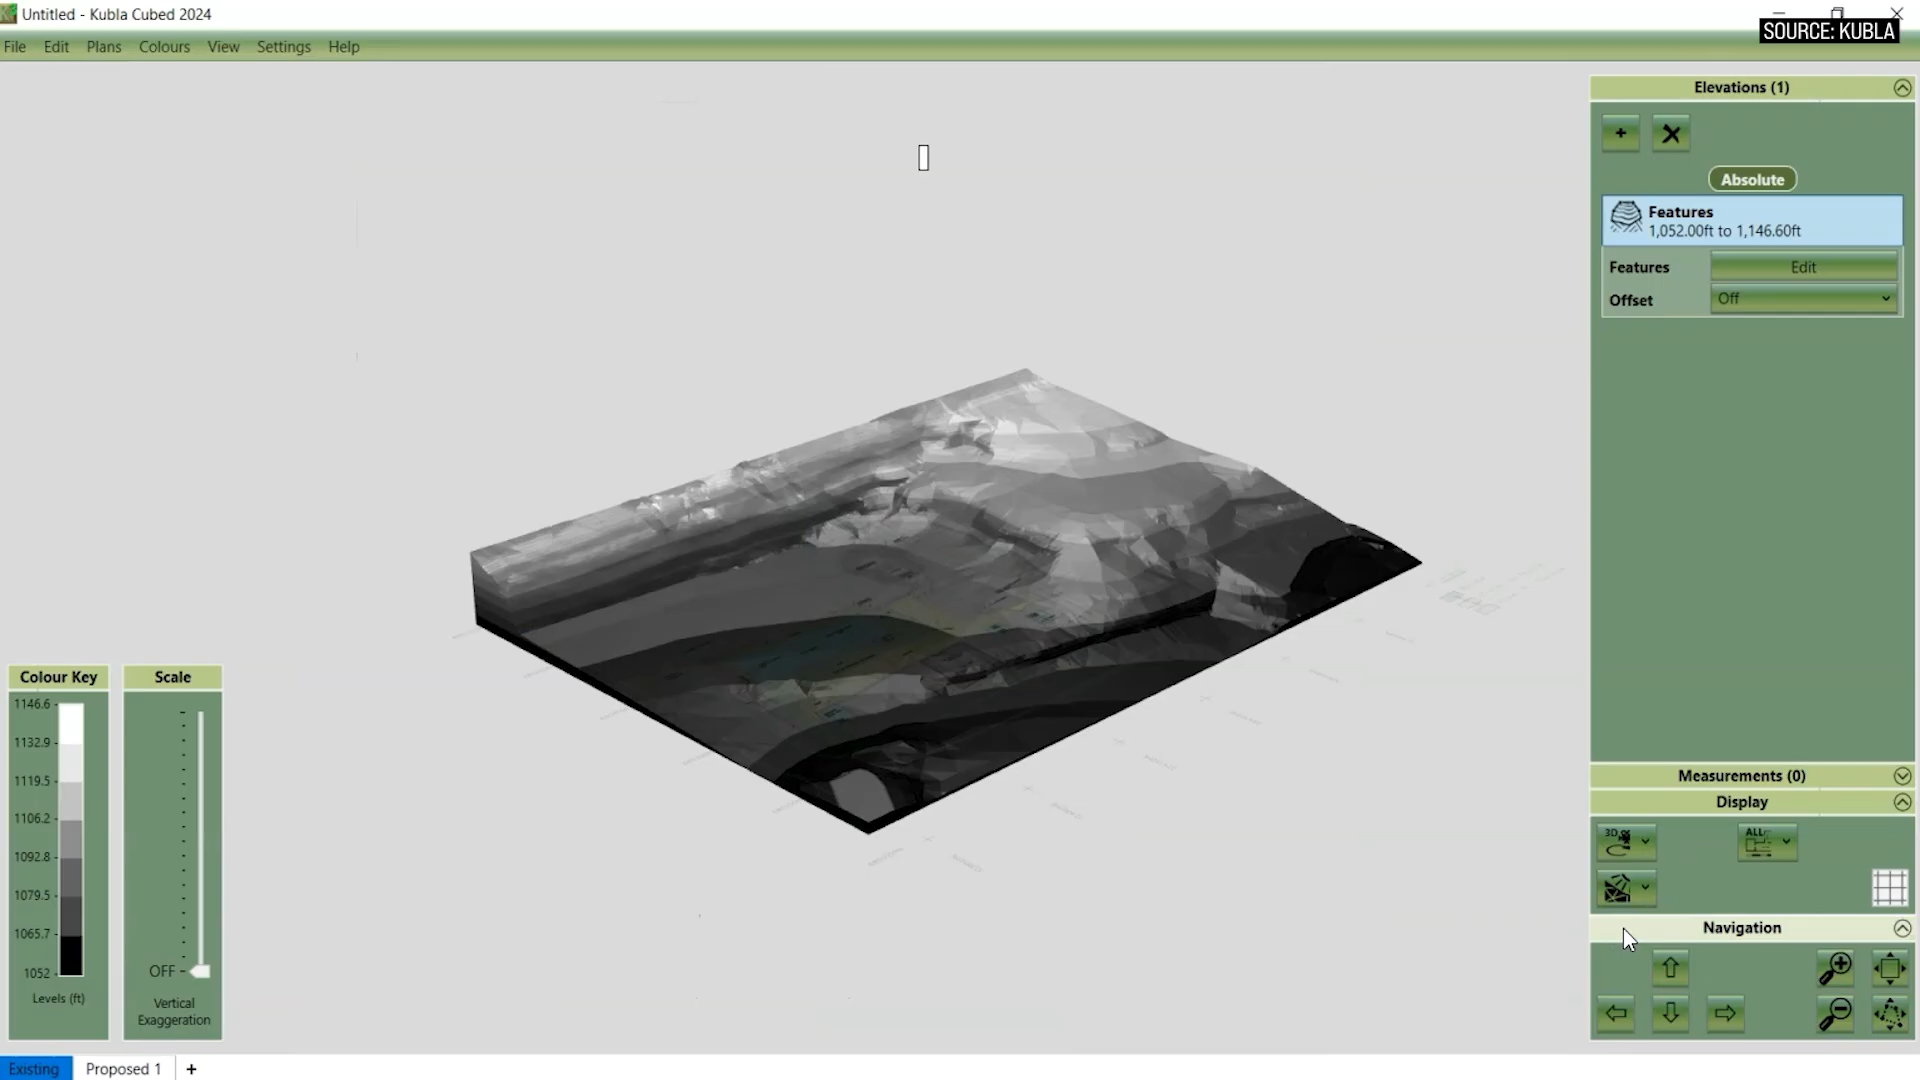 Untitled - Kubla Cubed 2024
SOURCE: KUBLA
File Edit Plans Colours View Settings Help
Elevations (1)
+
Absolute
Features
1,052.00ft to 1,146.60ft
Features Edit
Offset Off
Colour Key
1146.6
1132.9
1119.5
1106.2
1092.8
1079.5
1065.7
1052
Levels (ft)
Scale
OFF
Vertical
Exaggeration
Measurements (0)
Display
3D ALL
Navigation
Existing Proposed 1 +